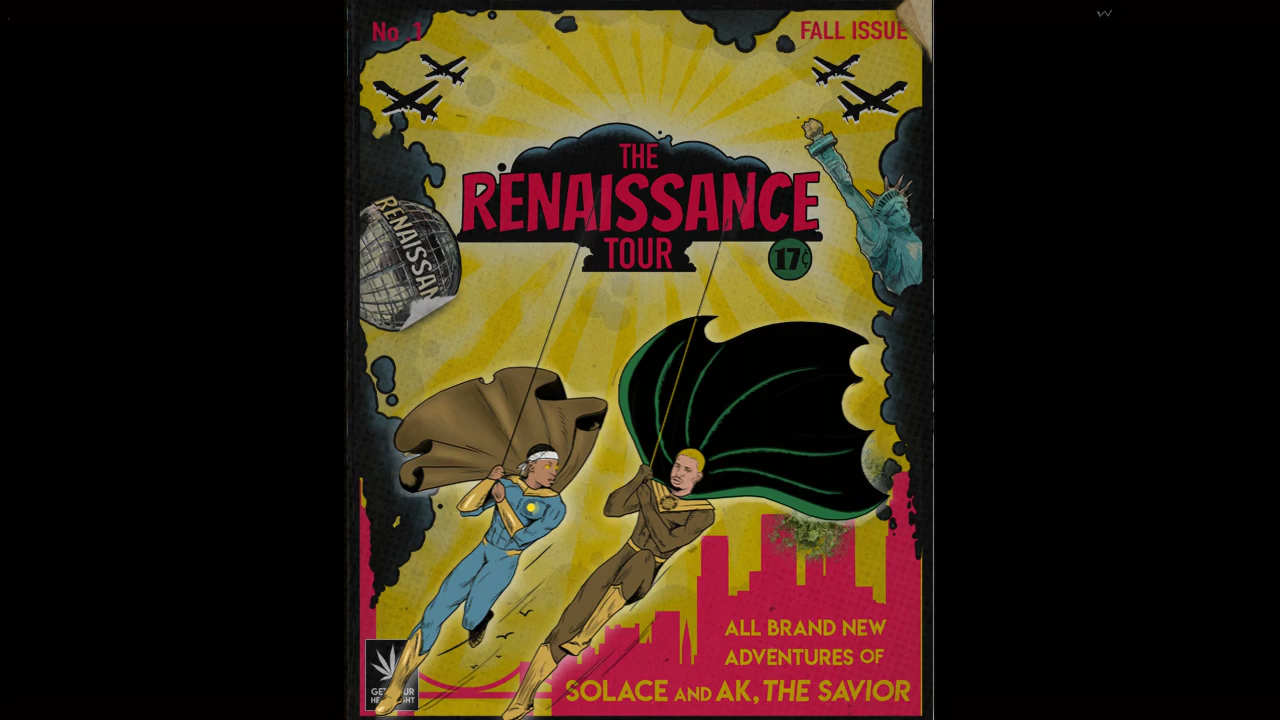 No 1
FALL ISSUE
THE
RENAISSANCE
TOUR
17¢
RENAISSAN
ALL BRAND NEW
ADVENTURES OF
SOLACE AND AK, THE SAVIOR